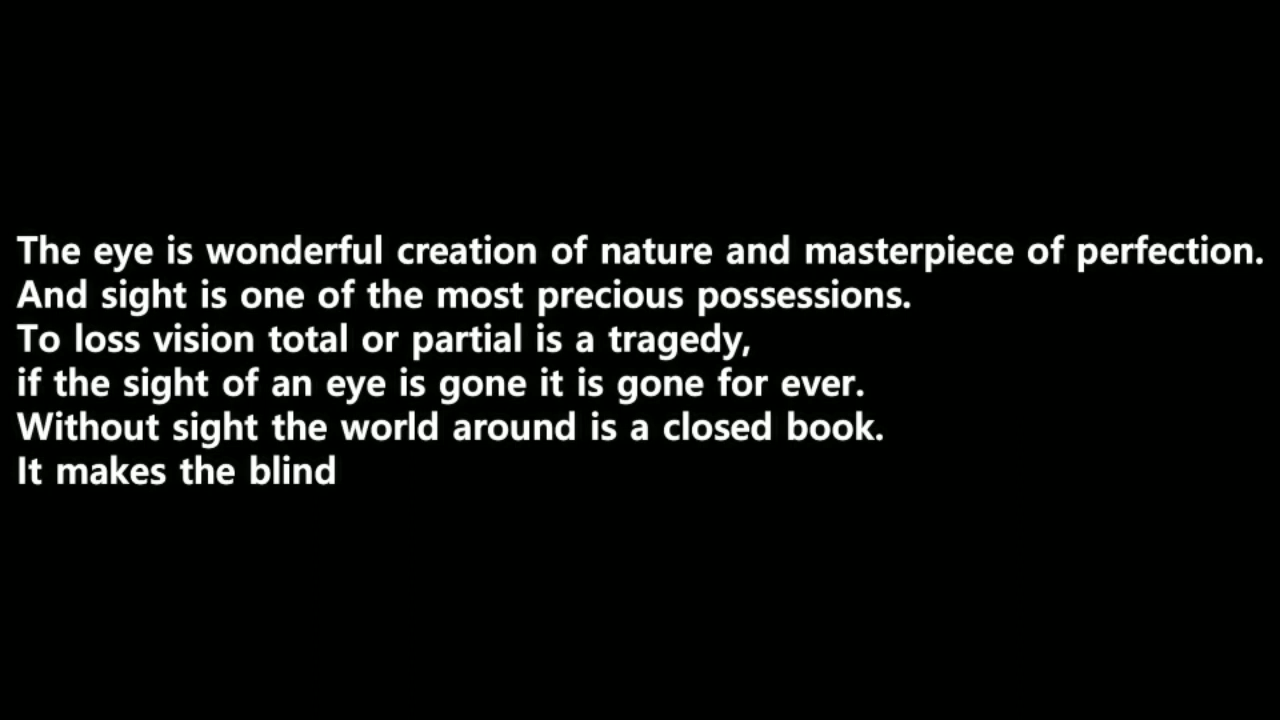 The eye is wonderful creation of nature and masterpiece of perfection.
And sight is one of the most precious possessions.
To loss vision total or partial is a tragedy,
if the sight of an eye is gone it is gone for ever.
Without sight the world around is a closed book.
It makes the blind